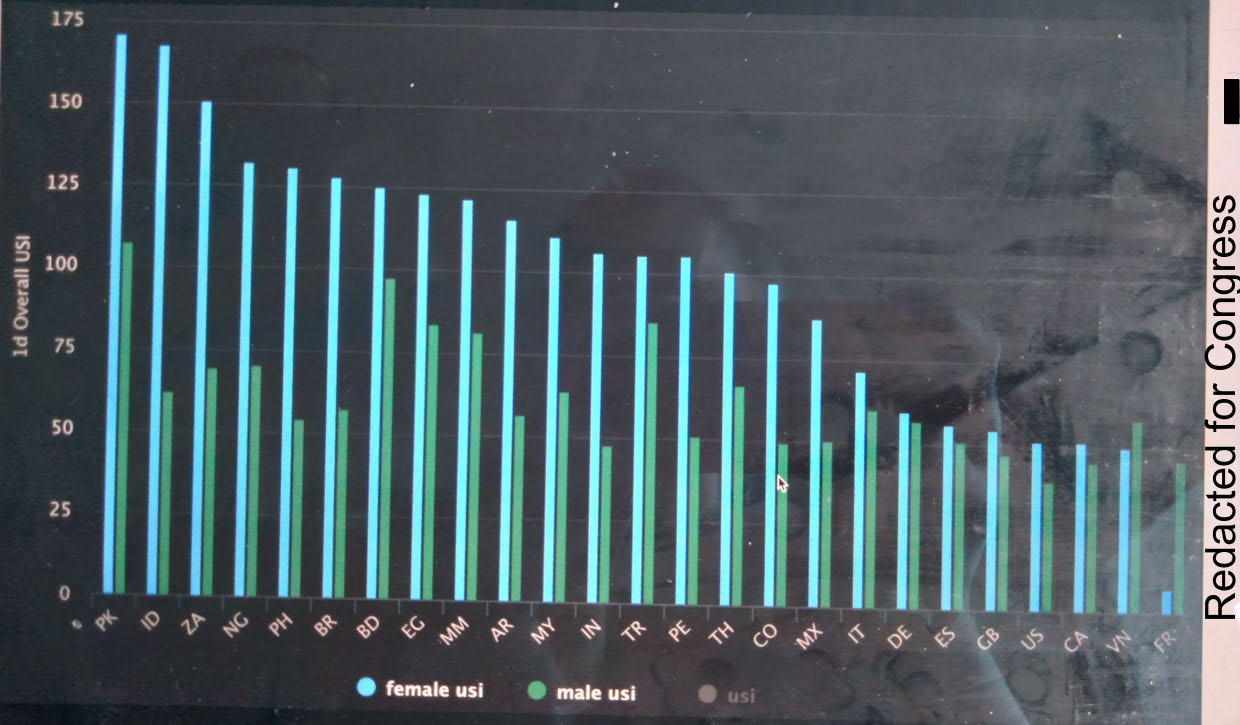 175
150
125
100
75
50
25
0
1d Overall USI
PK ID ZA NG PH BR BD EG MM AR MY IN TR PE TH CO MX IT DE ES GB US CA VN FR
female usi male usi usi
Redacted for Congress